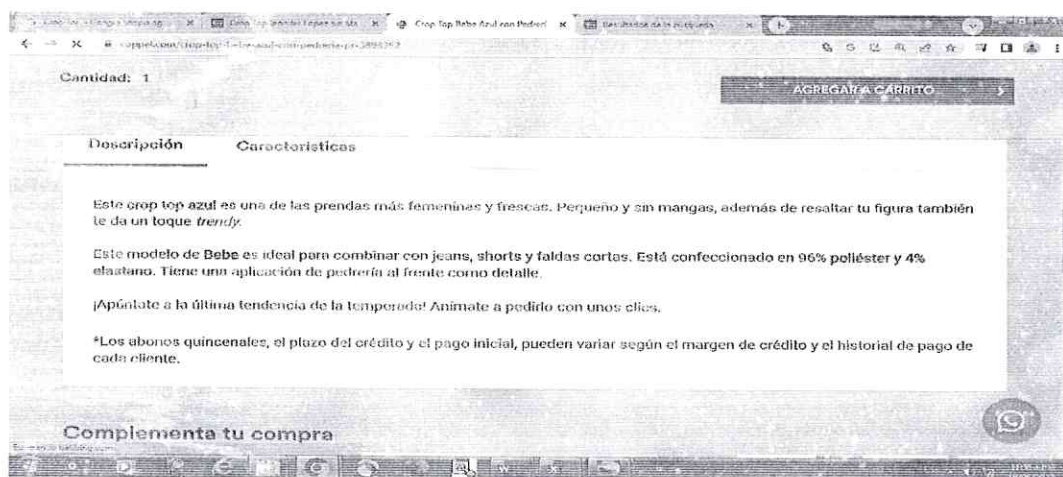 Crop Top Bebe Azul con Pedrerí
Resultados de la búsqueda
Cantidad: 1
AGREGAR A CARRITO
Descripción
Características
Este crop top azul es una de las prendas más femeninas y frescas. Pequeño y sin mangas, además de resaltar tu figura también
le da un toque trendy.
Este modelo de Bebe es ideal para combinar con jeans, shorts y faldas cortas. Está confeccionado en 96% poliéster y 4%
elastano. Tiene una aplicación de pedrería al frente como detalle.
¡Apúntate a la última tendencia de la temporada! Anímate a pedirlo con unos clics.
*Los abonos quincenales, el plazo del crédito y el pago inicial, pueden variar según el margen de crédito y el historial de pago de
cada cliente.
Complementa tu compra